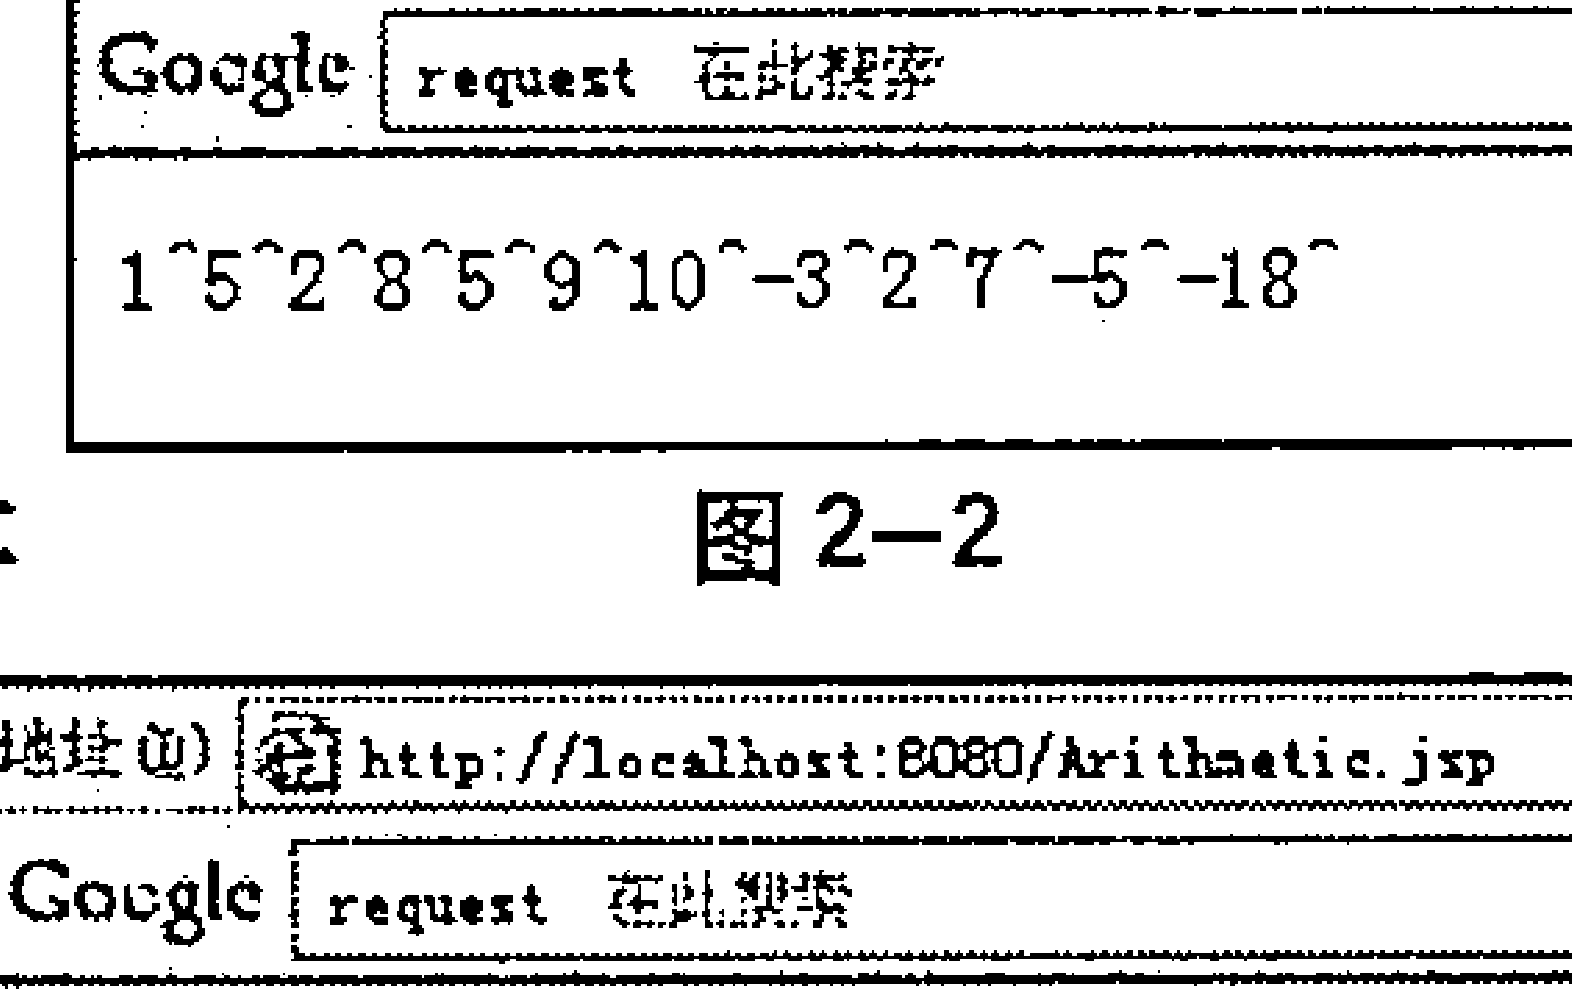 Google request 在此搜索
1^5^2^8^5^9^10^-3^2^7^-5^-18^
图 2-2
地址(D) http://localhost:8080/Arithmetic.jsp
Google request 在此搜索